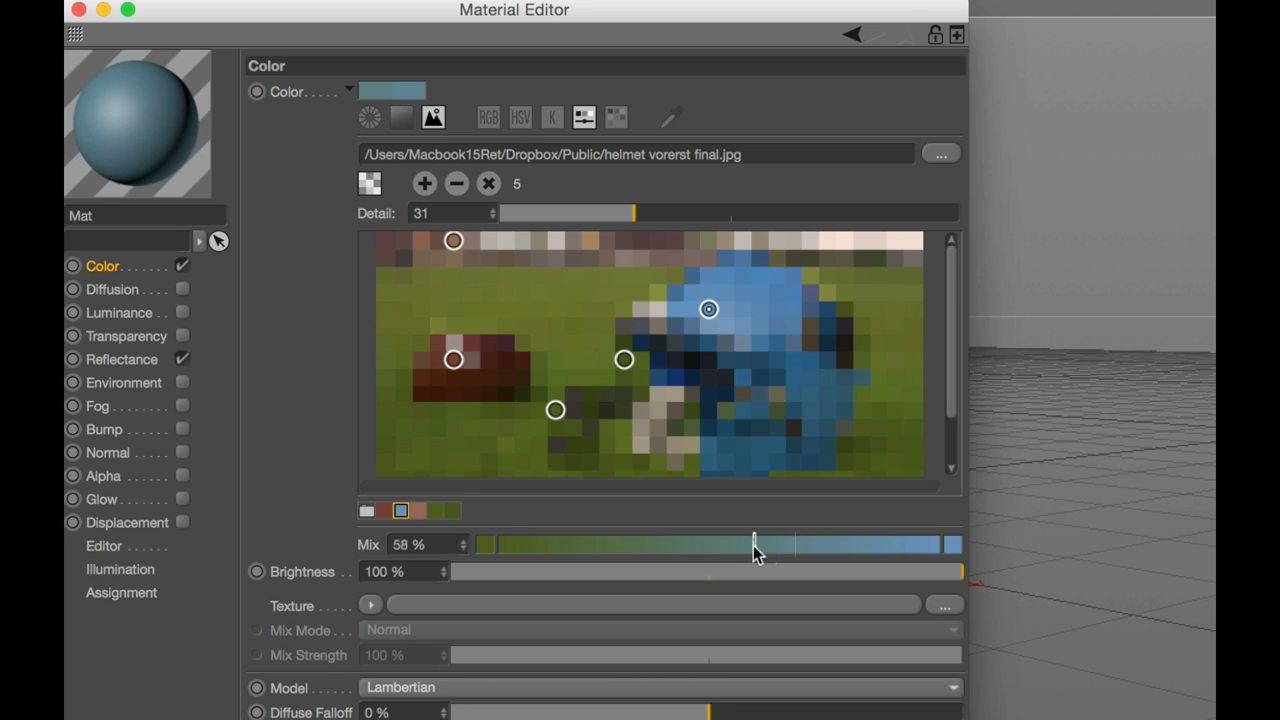 Material Editor
Color
Color.....
RGB HSV K
/Users/Macbook15Ret/Dropbox/Public/helmet vorerst final.jpg ...
5
Mat
Detail: 31
Color.......
Diffusion....
Luminance..
Transparency
Reflectance
Environment
Fog........
Bump......
Normal.....
Alpha......
Glow.......
Displacement
Editor.....
Illumination
Assignment
Mix 58 %
Brightness.. 100 %
Texture..... ...
Mix Mode... Normal
Mix Strength 100 %
Model...... Lambertian
Diffuse Falloff 0 %